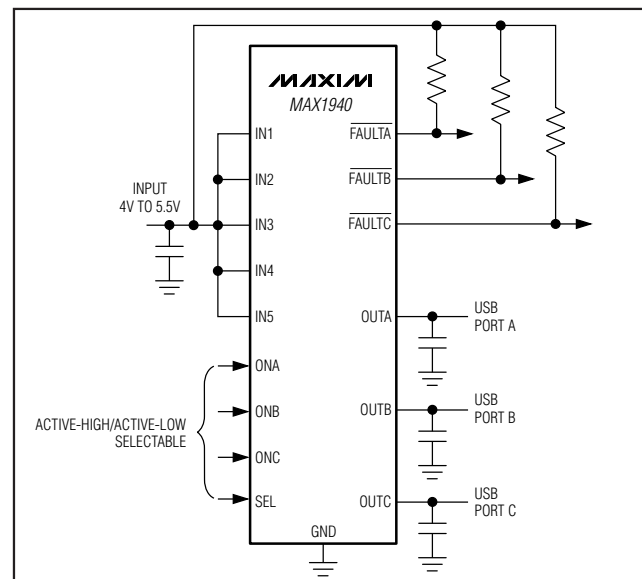 MAXIM
MAX1940
IN1
FAULTA
IN2
FAULTB
INPUT
4V TO 5.5V
IN3
FAULTC
IN4
IN5
OUTA
USB
PORT A
ONA
ONB
OUTB
USB
PORT B
ACTIVE-HIGH/ACTIVE-LOW
SELECTABLE
ONC
SEL
OUTC
USB
PORT C
GND